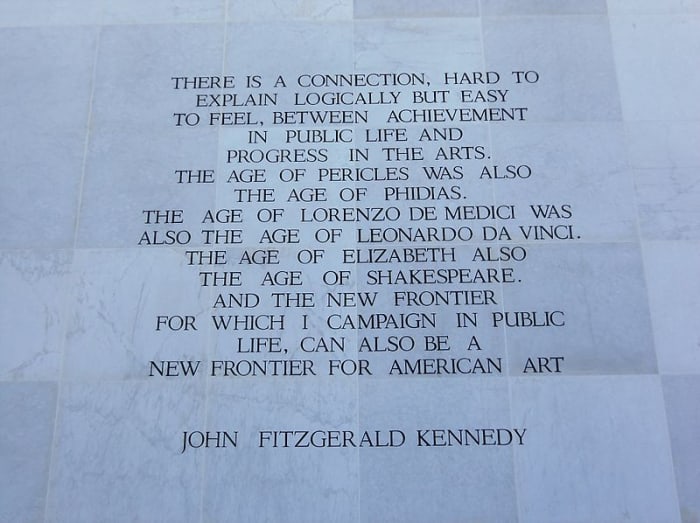 THERE IS A CONNECTION, HARD TO
EXPLAIN LOGICALLY BUT EASY
TO FEEL, BETWEEN ACHIEVEMENT
IN PUBLIC LIFE AND
PROGRESS IN THE ARTS.
THE AGE OF PERICLES WAS ALSO
THE AGE OF PHIDIAS.
THE AGE OF LORENZO DE MEDICI WAS
ALSO THE AGE OF LEONARDO DA VINCI.
THE AGE OF ELIZABETH ALSO
THE AGE OF SHAKESPEARE.
AND THE NEW FRONTIER
FOR WHICH I CAMPAIGN IN PUBLIC
LIFE, CAN ALSO BE A
NEW FRONTIER FOR AMERICAN ART
JOHN FITZGERALD KENNEDY